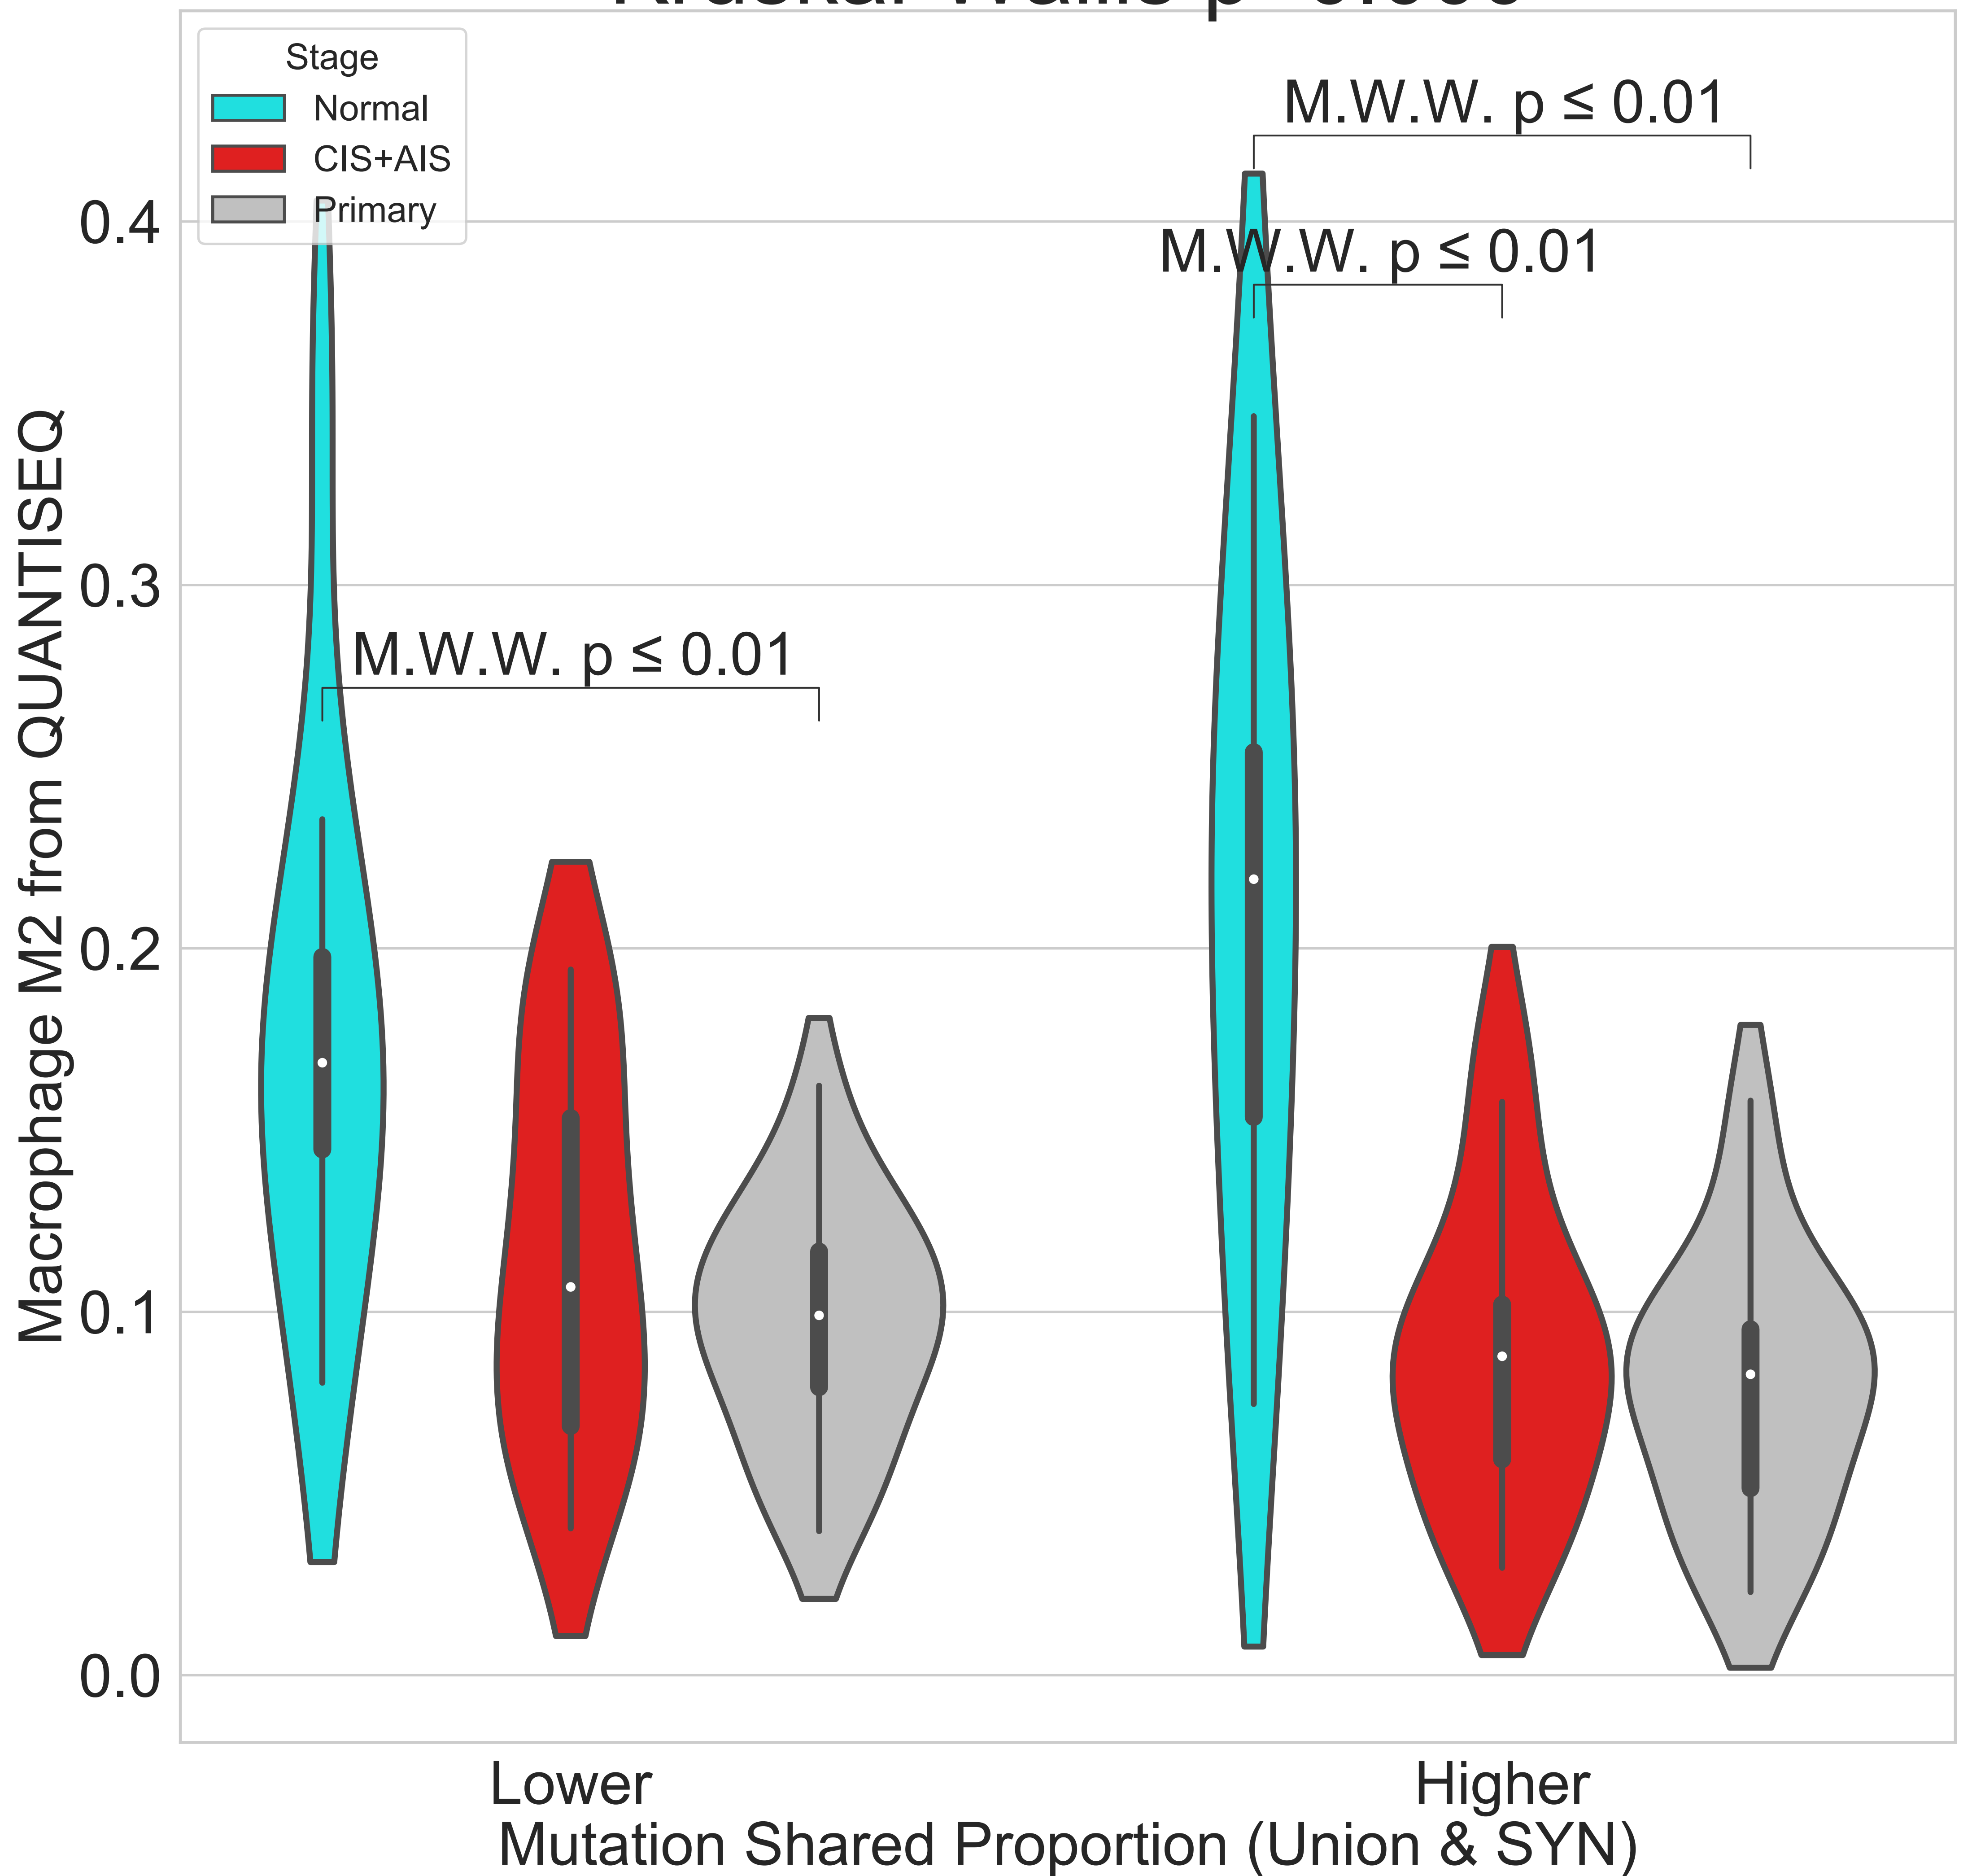 Stage
Normal
CIS+AIS
Primary
M.W.W. p ≤ 0.01
M.W.W. p ≤ 0.01
M.W.W. p ≤ 0.01
0.4
0.3
0.2
0.1
0.0
Macrophage M2 from QUANTISEQ
Lower
Higher
Mutation Shared Proportion (Union & SYN)